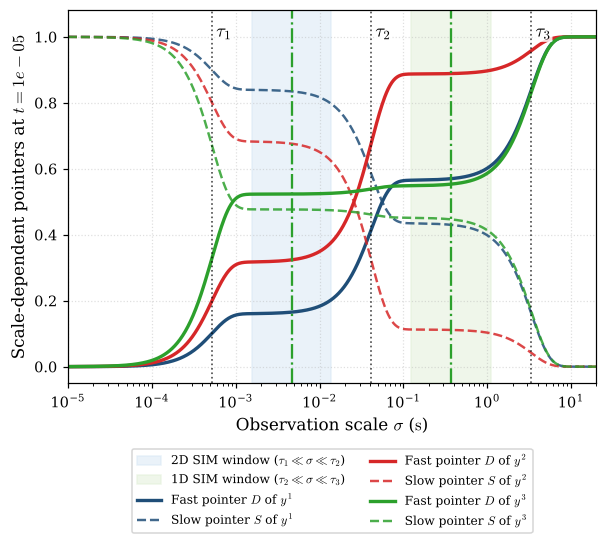 Scale-dependent pointers at t = 1e − 05
1.0
0.8
0.6
0.4
0.2
0.0
τ₁
τ₂
τ₃
10⁻⁵
10⁻⁴
10⁻³
10⁻²
10⁻¹
10⁰
10¹
Observation scale σ (s)
2D SIM window (τ₁ ≪ σ ≪ τ₂)
1D SIM window (τ₂ ≪ σ ≪ τ₃)
Fast pointer D of y¹
Slow pointer S of y¹
Fast pointer D of y²
Slow pointer S of y²
Fast pointer D of y³
Slow pointer S of y³